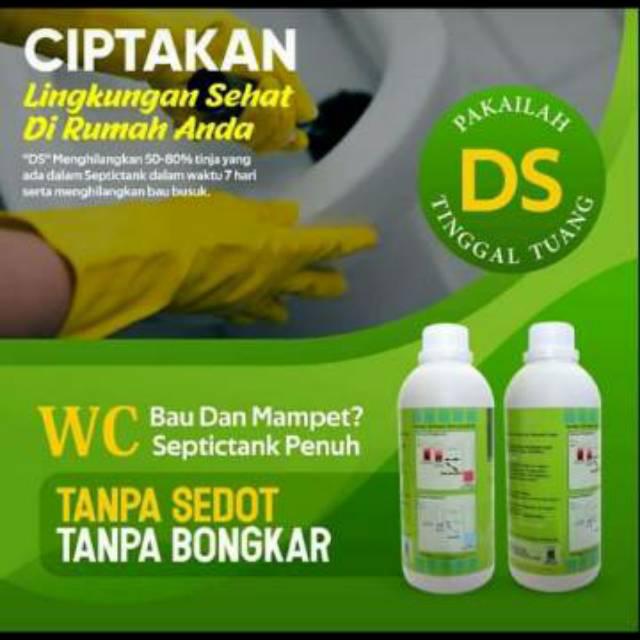 CIPTAKAN
Lingkungan Sehat
Di Rumah Anda
"DS" Menghilangkan 50-80% tinja yang
ada dalam Septictank dalam waktu 7 hari
serta menghilangkan bau busuk.
PAKAILAH
DS
TINGGAL TUANG
WC
Bau Dan Mampet?
Septictank Penuh
TANPA SEDOT
TANPA BONGKAR